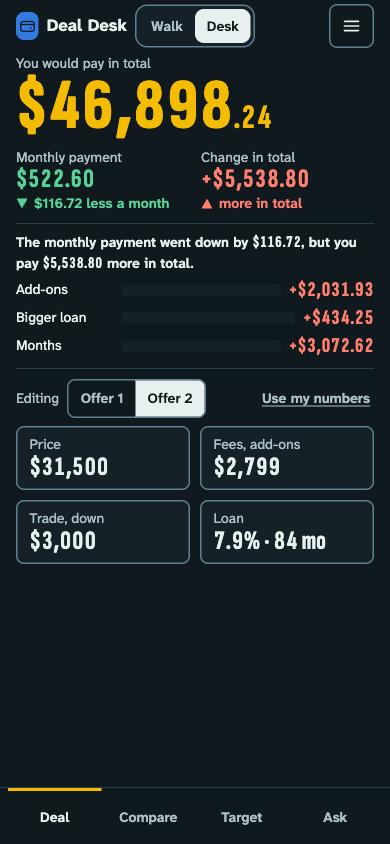 Deal Desk Walk Desk
You would pay in total
$46,898.24
Monthly payment Change in total
$522.60 +$5,538.80
▼ $116.72 less a month ▲ more in total
The monthly payment went down by $116.72, but you
pay $5,538.80 more in total.
Add-ons +$2,031.93
Bigger loan +$434.25
Months +$3,072.62
Editing Offer 1 Offer 2 Use my numbers
Price Fees, add-ons
$31,500 $2,799
Trade, down Loan
$3,000 7.9% · 84 mo
Deal Compare Target Ask